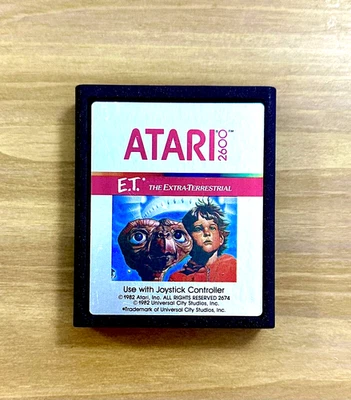 ATARI 2600™
E.T.* THE EXTRA-TERRESTRIAL
Use with Joystick Controller
©1982 Atari, Inc. ALL RIGHTS RESERVED 2674
©1982 Universal City Studios, Inc.
*Trademark of Universal City Studios, Inc.